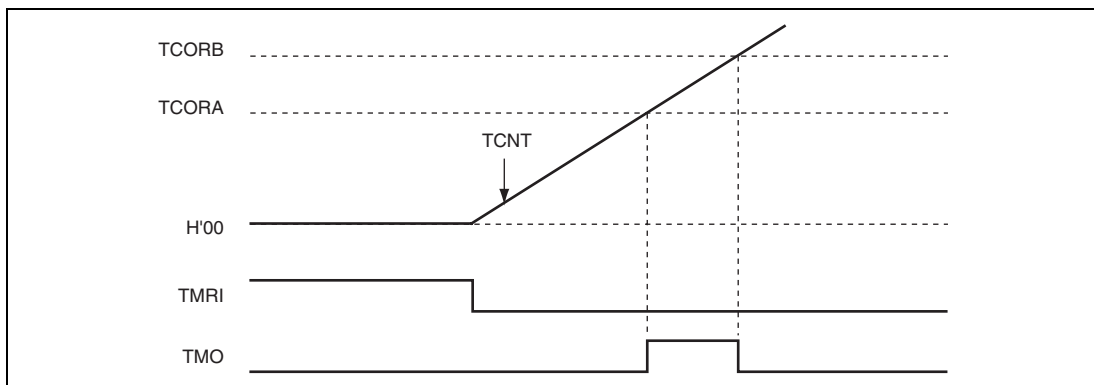 TCORB
TCORA
TCNT
H'00
TMRI
TMO